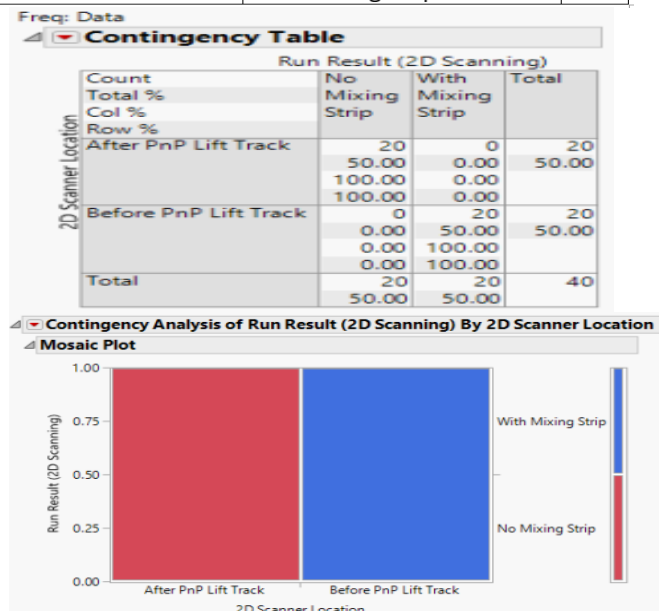 Freq: Data
Contingency Table
Run Result (2D Scanning)
2D Scanner Location
Count No With Total
Total % Mixing Mixing
Col % Strip Strip
Row %
After PnP Lift Track 20 0 20
50.00 0.00 50.00
100.00 0.00
100.00 0.00
Before PnP Lift Track 0 20 20
0.00 50.00 50.00
0.00 100.00
0.00 100.00
Total 20 20 40
50.00 50.00
Contingency Analysis of Run Result (2D Scanning) By 2D Scanner Location
Mosaic Plot
Run Result (2D Scanning)
1.00
0.75
0.50
0.25
0.00
With Mixing Strip
No Mixing Strip
After PnP Lift Track Before PnP Lift Track
2D Scanner Location